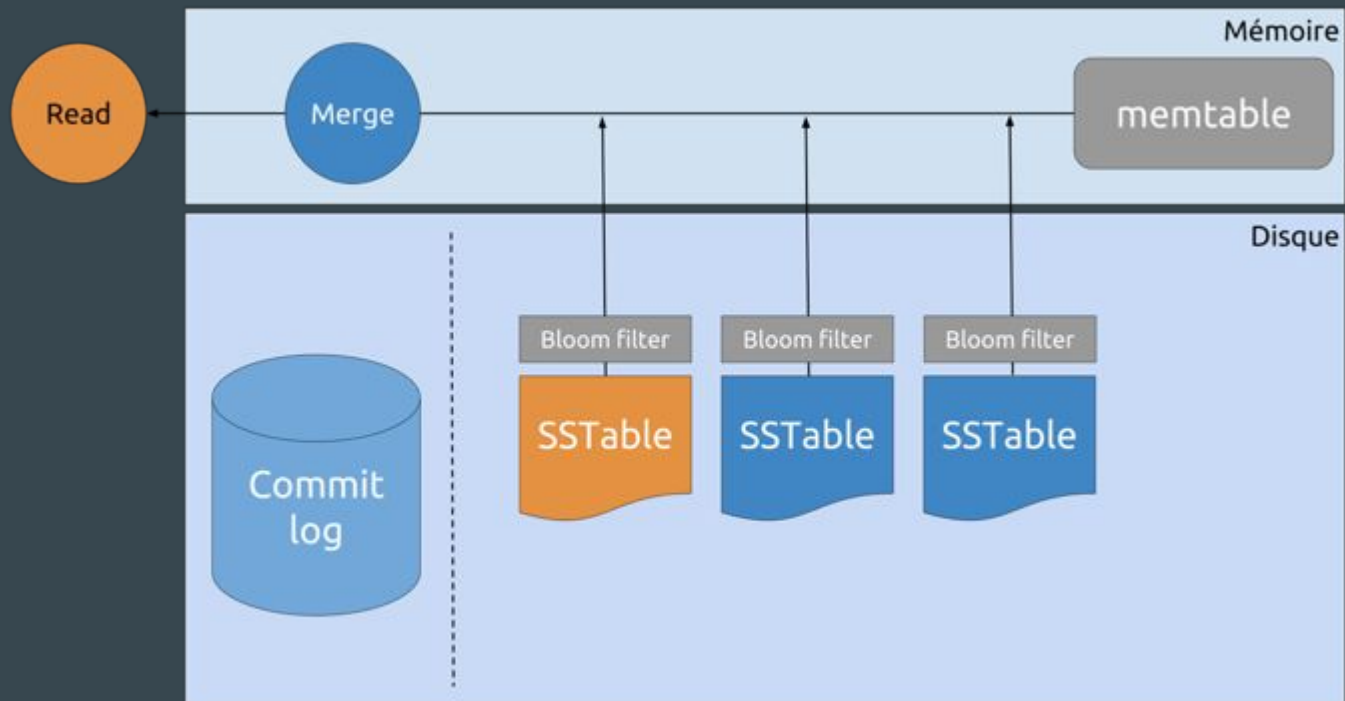 Mémoire
Read
Merge
memtable
Disque
Bloom filter
Bloom filter
Bloom filter
SSTable
SSTable
SSTable
Commit
log